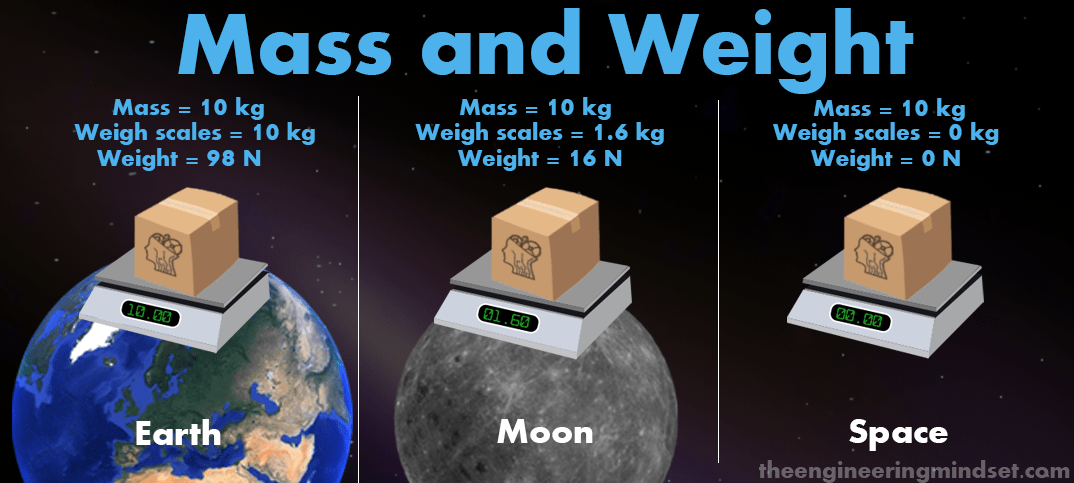 Mass and Weight
Mass = 10 kg
Weigh scales = 10 kg
Weight = 98 N
10.00
Earth
Mass = 10 kg
Weigh scales = 1.6 kg
Weight = 16 N
01.60
Moon
Mass = 10 kg
Weigh scales = 0 kg
Weight = 0 N
00.00
Space
theengineeringmindset.com